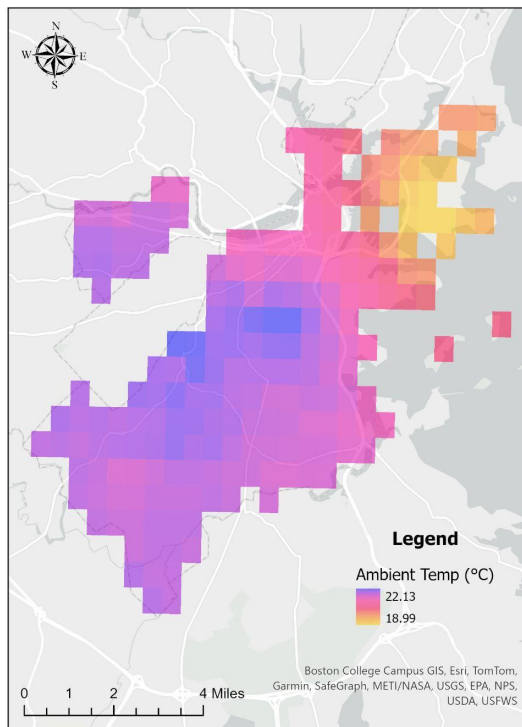 N
W E
S
Legend
Ambient Temp (°C)
22.13
18.99
Boston College Campus GIS, Esri, TomTom,
Garmin, SafeGraph, METI/NASA, USGS, EPA, NPS,
USDA, USFWS
0 1 2 4 Miles